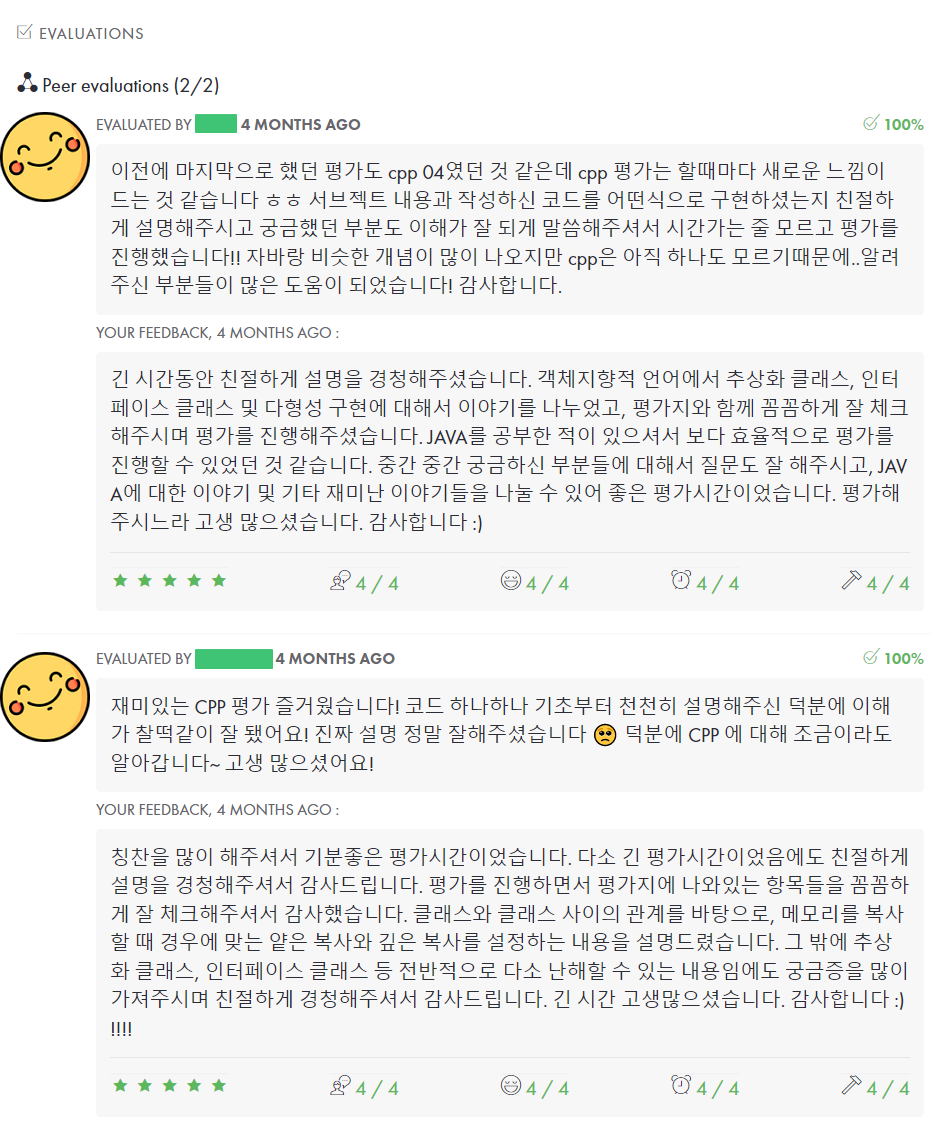 EVALUATIONS
Peer evaluations (2/2)
EVALUATED BY 4 MONTHS AGO 100%
이전에 마지막으로 했던 평가도 cpp 04였던 것 같은데 cpp 평가는 할때마다 새로운 느낌이
드는 것 같습니다 ㅎㅎ 서브젝트 내용과 작성하신 코드를 어떤식으로 구현하셨는지 친절하
게 설명해주시고 궁금했던 부분도 이해가 잘 되게 말씀해주셔서 시간가는 줄 모르고 평가를
진행했습니다!! 자바랑 비슷한 개념이 많이 나오지만 cpp은 아직 하나도 모르기때문에..알려
주신 부분들이 많은 도움이 되었습니다! 감사합니다.
YOUR FEEDBACK, 4 MONTHS AGO :
긴 시간동안 친절하게 설명을 경청해주셨습니다. 객체지향적 언어에서 추상화 클래스, 인터
페이스 클래스 및 다형성 구현에 대해서 이야기를 나누었고, 평가지와 함께 꼼꼼하게 잘 체크
해주시며 평가를 진행해주셨습니다. JAVA를 공부한 적이 있으셔서 보다 효율적으로 평가를
진행할 수 있었던 것 같습니다. 중간 중간 궁금하신 부분들에 대해서 질문도 잘 해주시고, JAV
A에 대한 이야기 및 기타 재미난 이야기들을 나눌 수 있어 좋은 평가시간이었습니다. 평가해
주시느라 고생 많으셨습니다. 감사합니다 :)
4 / 4 4 / 4 4 / 4 4 / 4
EVALUATED BY 4 MONTHS AGO 100%
재미있는 CPP 평가 즐거웠습니다! 코드 하나하나 기초부터 천천히 설명해주신 덕분에 이해
가 찰떡같이 잘 됐어요! 진짜 설명 정말 잘해주셨습니다 🥺 덕분에 CPP 에 대해 조금이라도
알아갑니다~ 고생 많으셨어요!
YOUR FEEDBACK, 4 MONTHS AGO :
칭찬을 많이 해주셔서 기분좋은 평가시간이었습니다. 다소 긴 평가시간이었음에도 친절하게
설명을 경청해주셔서 감사드립니다. 평가를 진행하면서 평가지에 나와있는 항목들을 꼼꼼하
게 잘 체크해주셔서 감사했습니다. 클래스와 클래스 사이의 관계를 바탕으로, 메모리를 복사
할 때 경우에 맞는 얕은 복사와 깊은 복사를 설정하는 내용을 설명드렸습니다. 그 밖에 추상
화 클래스, 인터페이스 클래스 등 전반적으로 다소 난해할 수 있는 내용임에도 궁금증을 많이
가져주시며 친절하게 경청해주셔서 감사드립니다. 긴 시간 고생많으셨습니다. 감사합니다 :)
!!!!
4 / 4 4 / 4 4 / 4 4 / 4